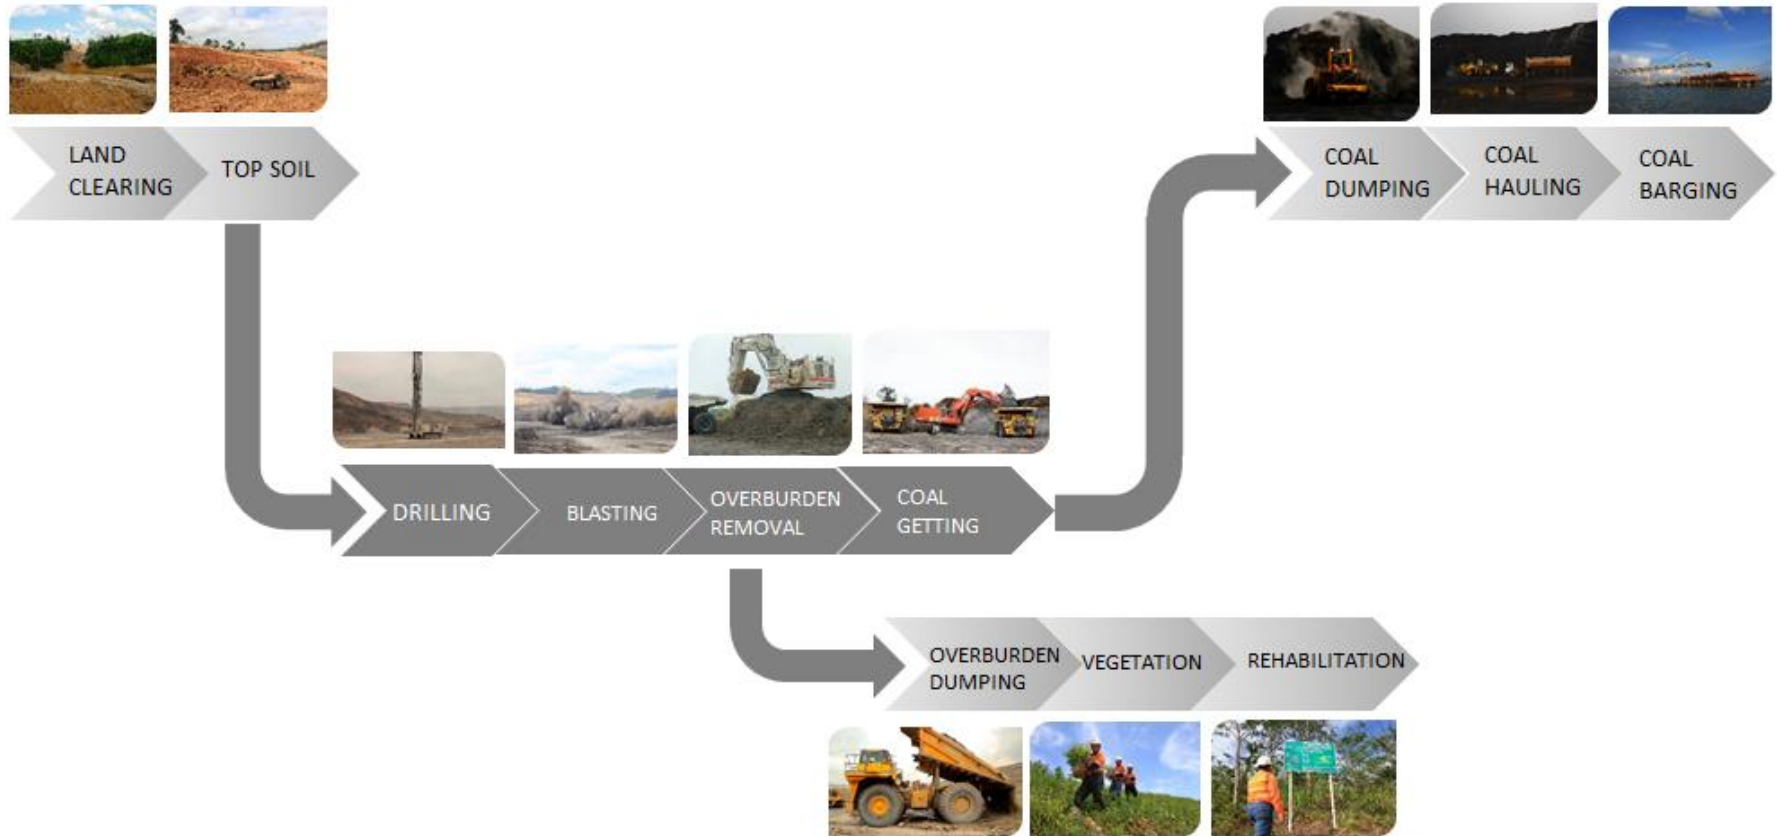 LAND
CLEARING
TOP SOIL
COAL
DUMPING
COAL
HAULING
COAL
BARGING
DRILLING
BLASTING
OVERBURDEN
REMOVAL
COAL
GETTING
OVERBURDEN
DUMPING
VEGETATION
REHABILITATION